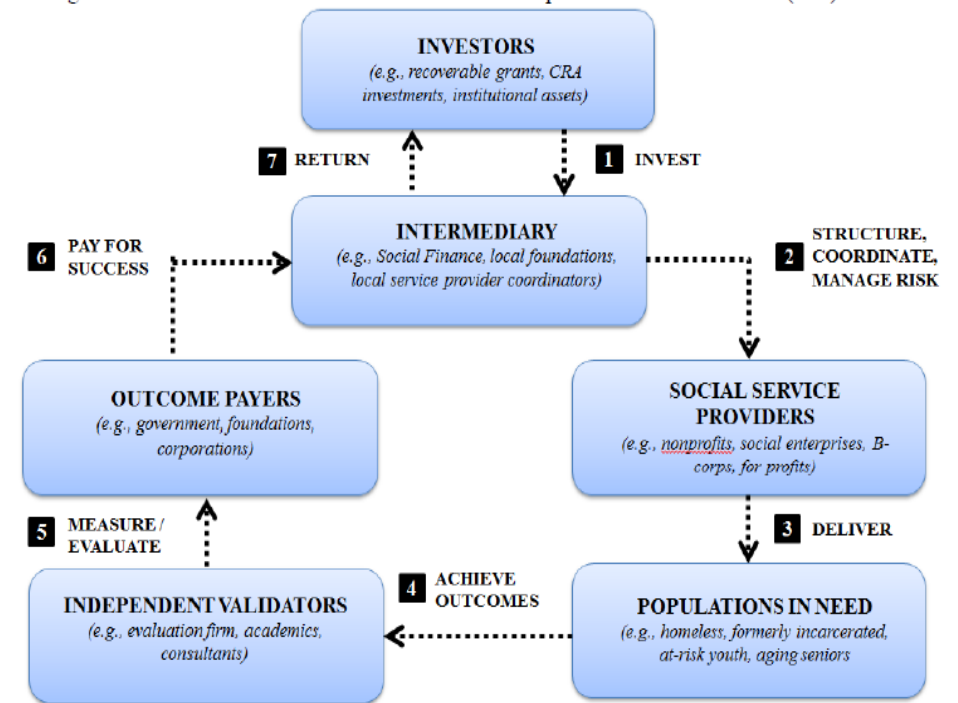 INVESTORS
(e.g., recoverable grants, CRA
investments, institutional assets)
7 RETURN
1 INVEST
INTERMEDIARY
(e.g., Social Finance, local foundations,
local service provider coordinators)
6 PAY FOR
SUCCESS
2 STRUCTURE,
COORDINATE,
MANAGE RISK
OUTCOME PAYERS
(e.g., government, foundations,
corporations)
SOCIAL SERVICE
PROVIDERS
(e.g., nonprofits, social enterprises, B-
corps, for profits)
5 MEASURE /
EVALUATE
3 DELIVER
4 ACHIEVE
OUTCOMES
INDEPENDENT VALIDATORS
(e.g., evaluation firm, academics,
consultants)
POPULATIONS IN NEED
(e.g., homeless, formerly incarcerated,
at-risk youth, aging seniors